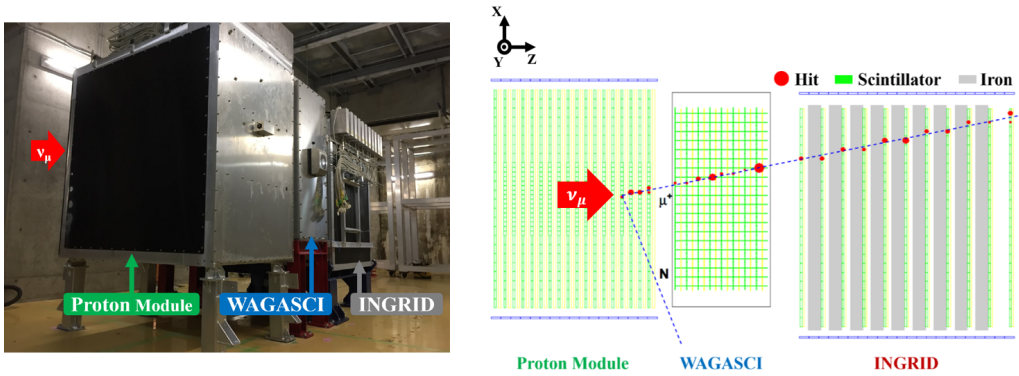 νμ
Proton Module
WAGASCI
INGRID
X
Y
Z
Hit
Scintillator
Iron
νμ
μ+
N
Proton Module
WAGASCI
INGRID